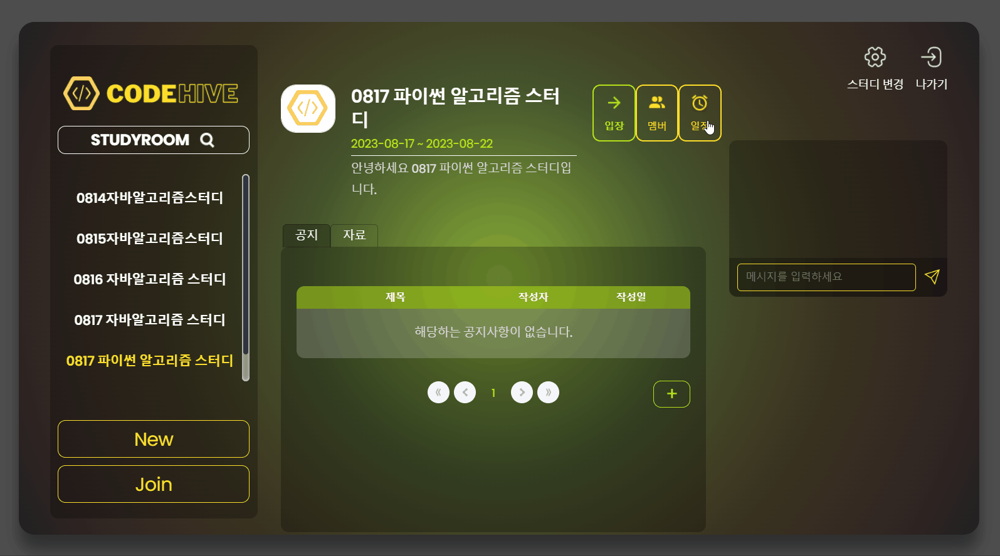 CODEHIVE
STUDYROOM
0814자바알고리즘스터디
0815자바알고리즘스터디
0816 자바알고리즘 스터디
0817 자바알고리즘 스터디
0817 파이썬 알고리즘 스터디
New
Join
</>
0817 파이썬 알고리즘 스터
디
2023-08-17 ~ 2023-08-22
안녕하세요 0817 파이썬 알고리즘 스터디입
니다.
입장 멤버 일정
스터디 변경 나가기
공지 자료
제목 작성자 작성일
해당하는 공지사항이 없습니다.
« < 1 > »
+
메시지를 입력하세요